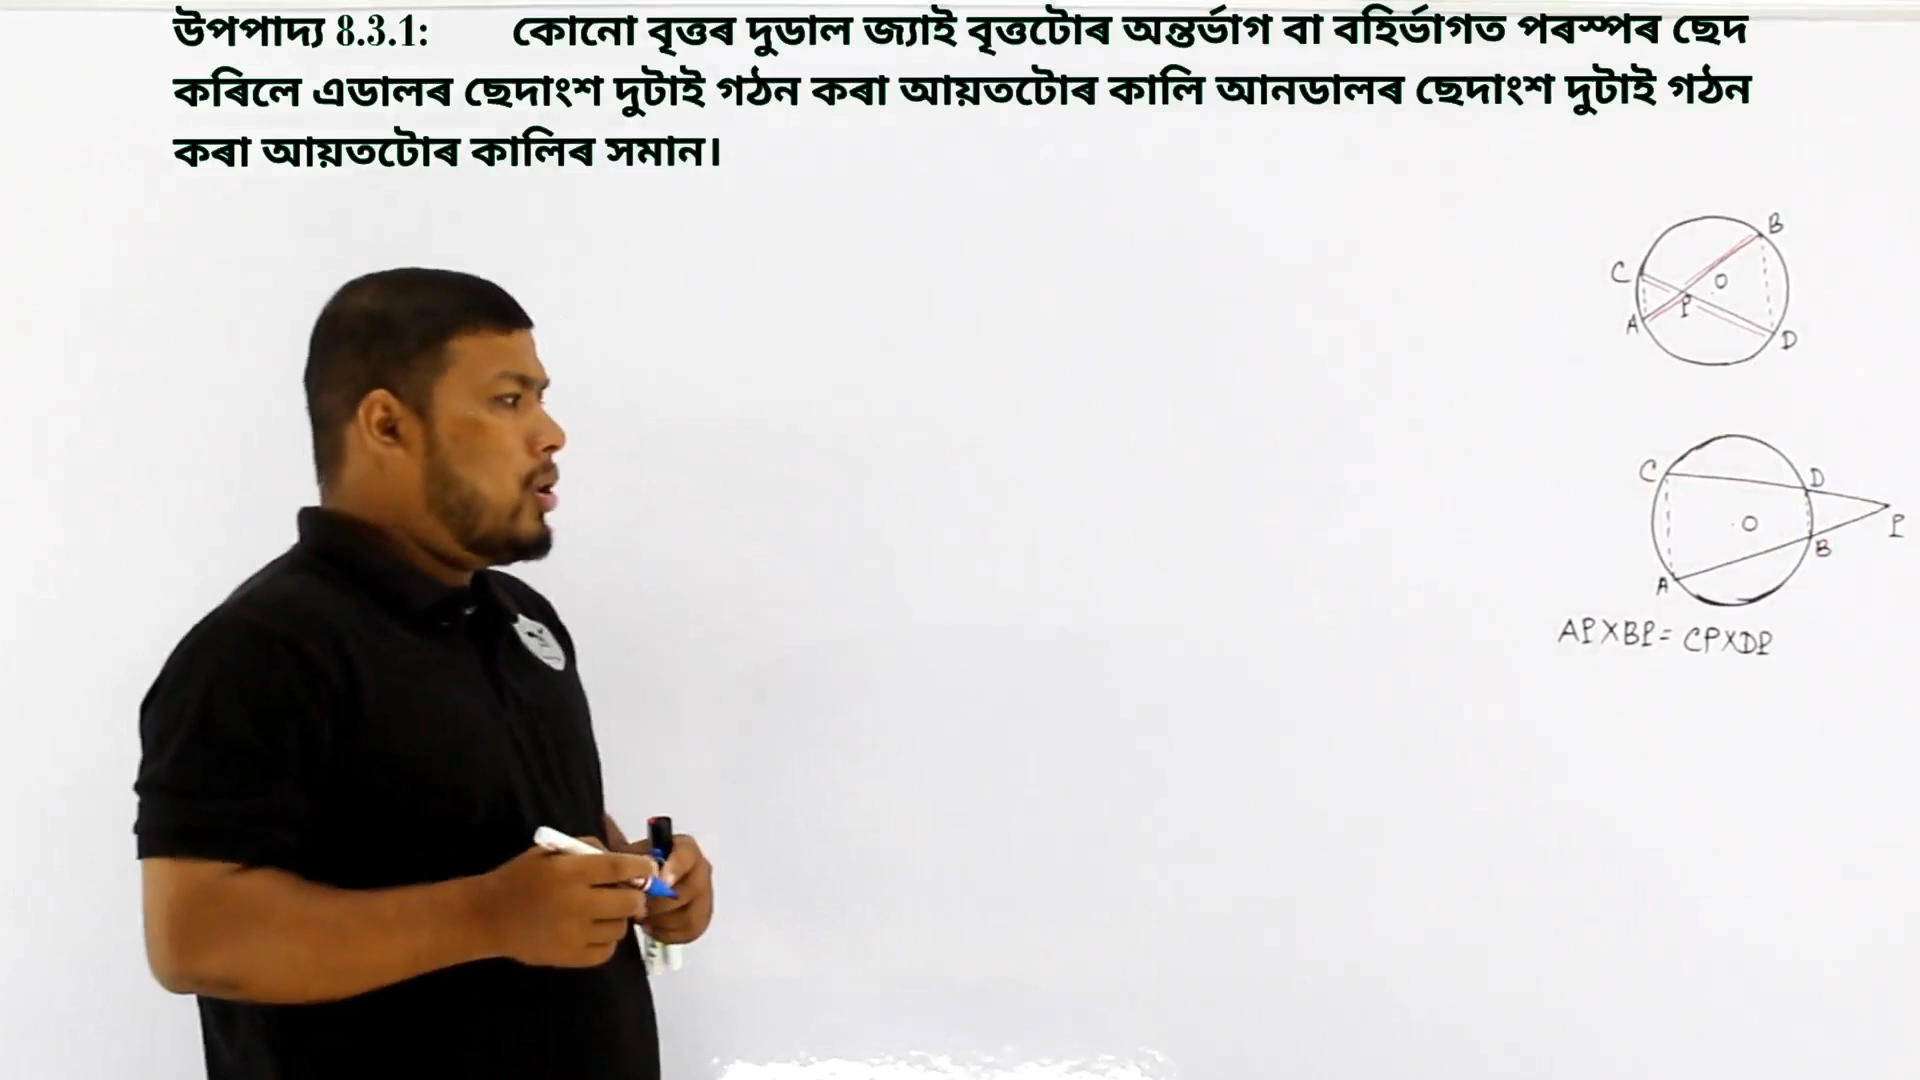 উপপাদ্য 8.3.1: কোনো বৃত্তৰ দুডাল জ্যাই বৃত্তটোৰ অন্তৰ্ভাগ বা বহিৰ্ভাগত পৰস্পৰ ছেদ
কৰিলে এডালৰ ছেদাংশ দুটাই গঠন কৰা আয়তটোৰ কালি আনডালৰ ছেদাংশ দুটাই গঠন
কৰা আয়তটোৰ কালিৰ সমান।
B
C
O
P
A
D
C
D
O
P
B
A
AP×BP = CP×DP